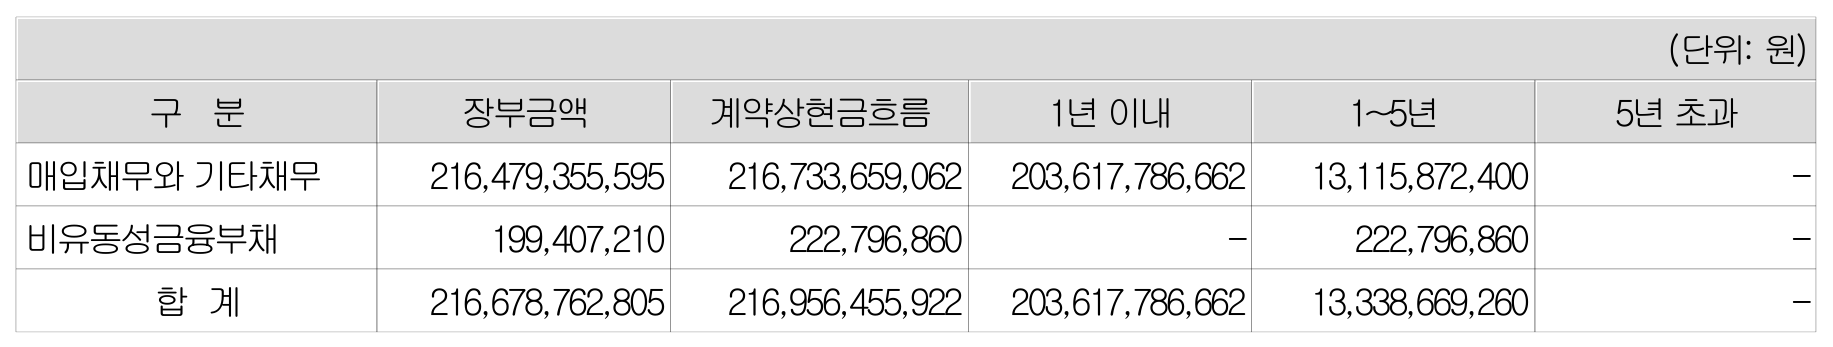 (단위: 원)
구 분 장부금액 계약상현금흐름 1년 이내 1~5년 5년 초과
매입채무와 기타채무 216,479,355,595 216,733,659,062 203,617,786,662 13,115,872,400 -
비유동성금융부채 199,407,210 222,796,860 - 222,796,860 -
합 계 216,678,762,805 216,956,455,922 203,617,786,662 13,338,669,260 -